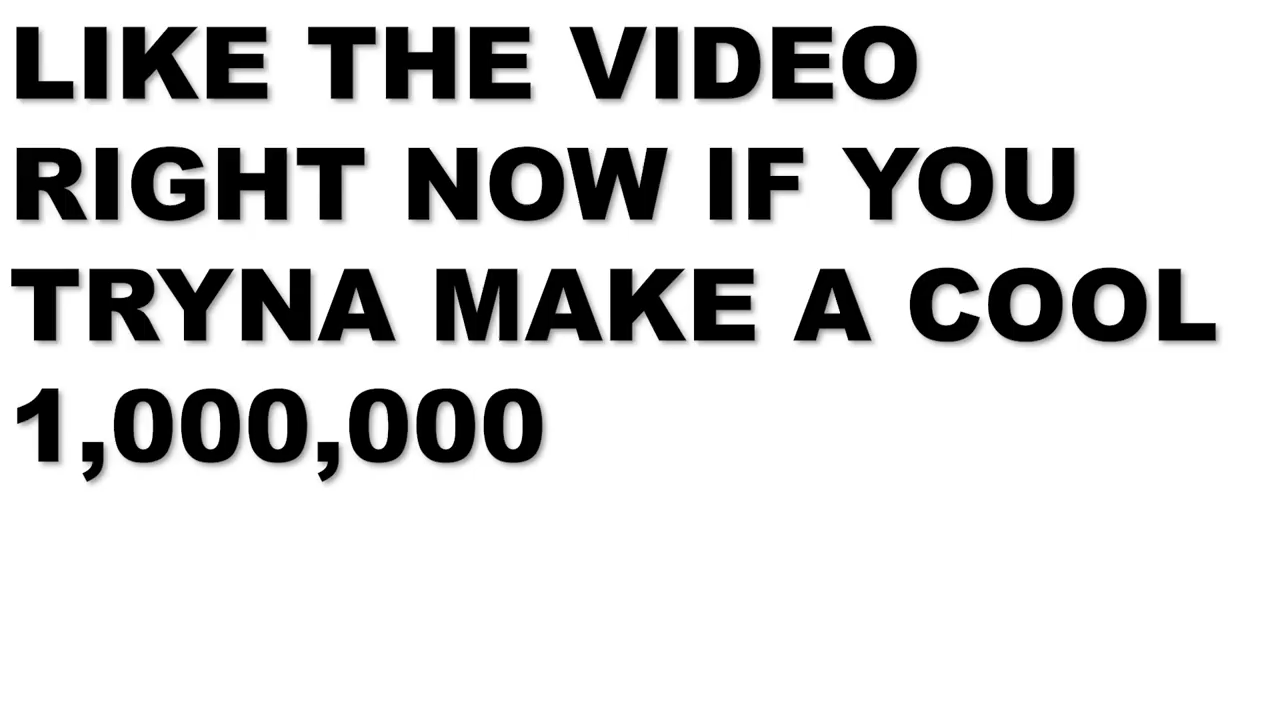 LIKE THE VIDEO
RIGHT NOW IF YOU
TRYNA MAKE A COOL
1,000,000